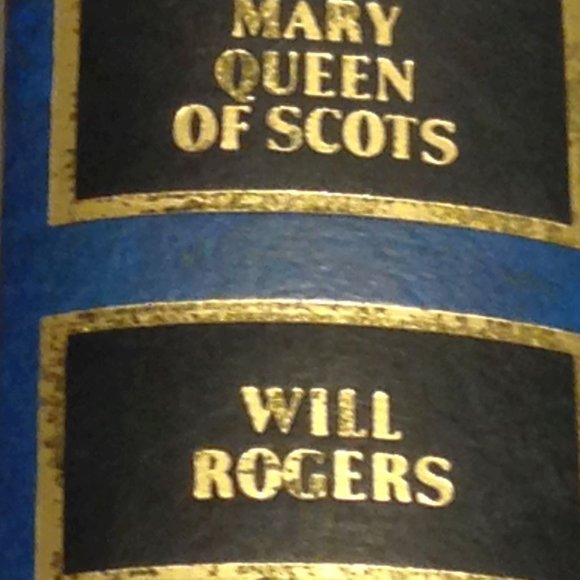 MARY
QUEEN
OF SCOTS
WILL
ROGERS